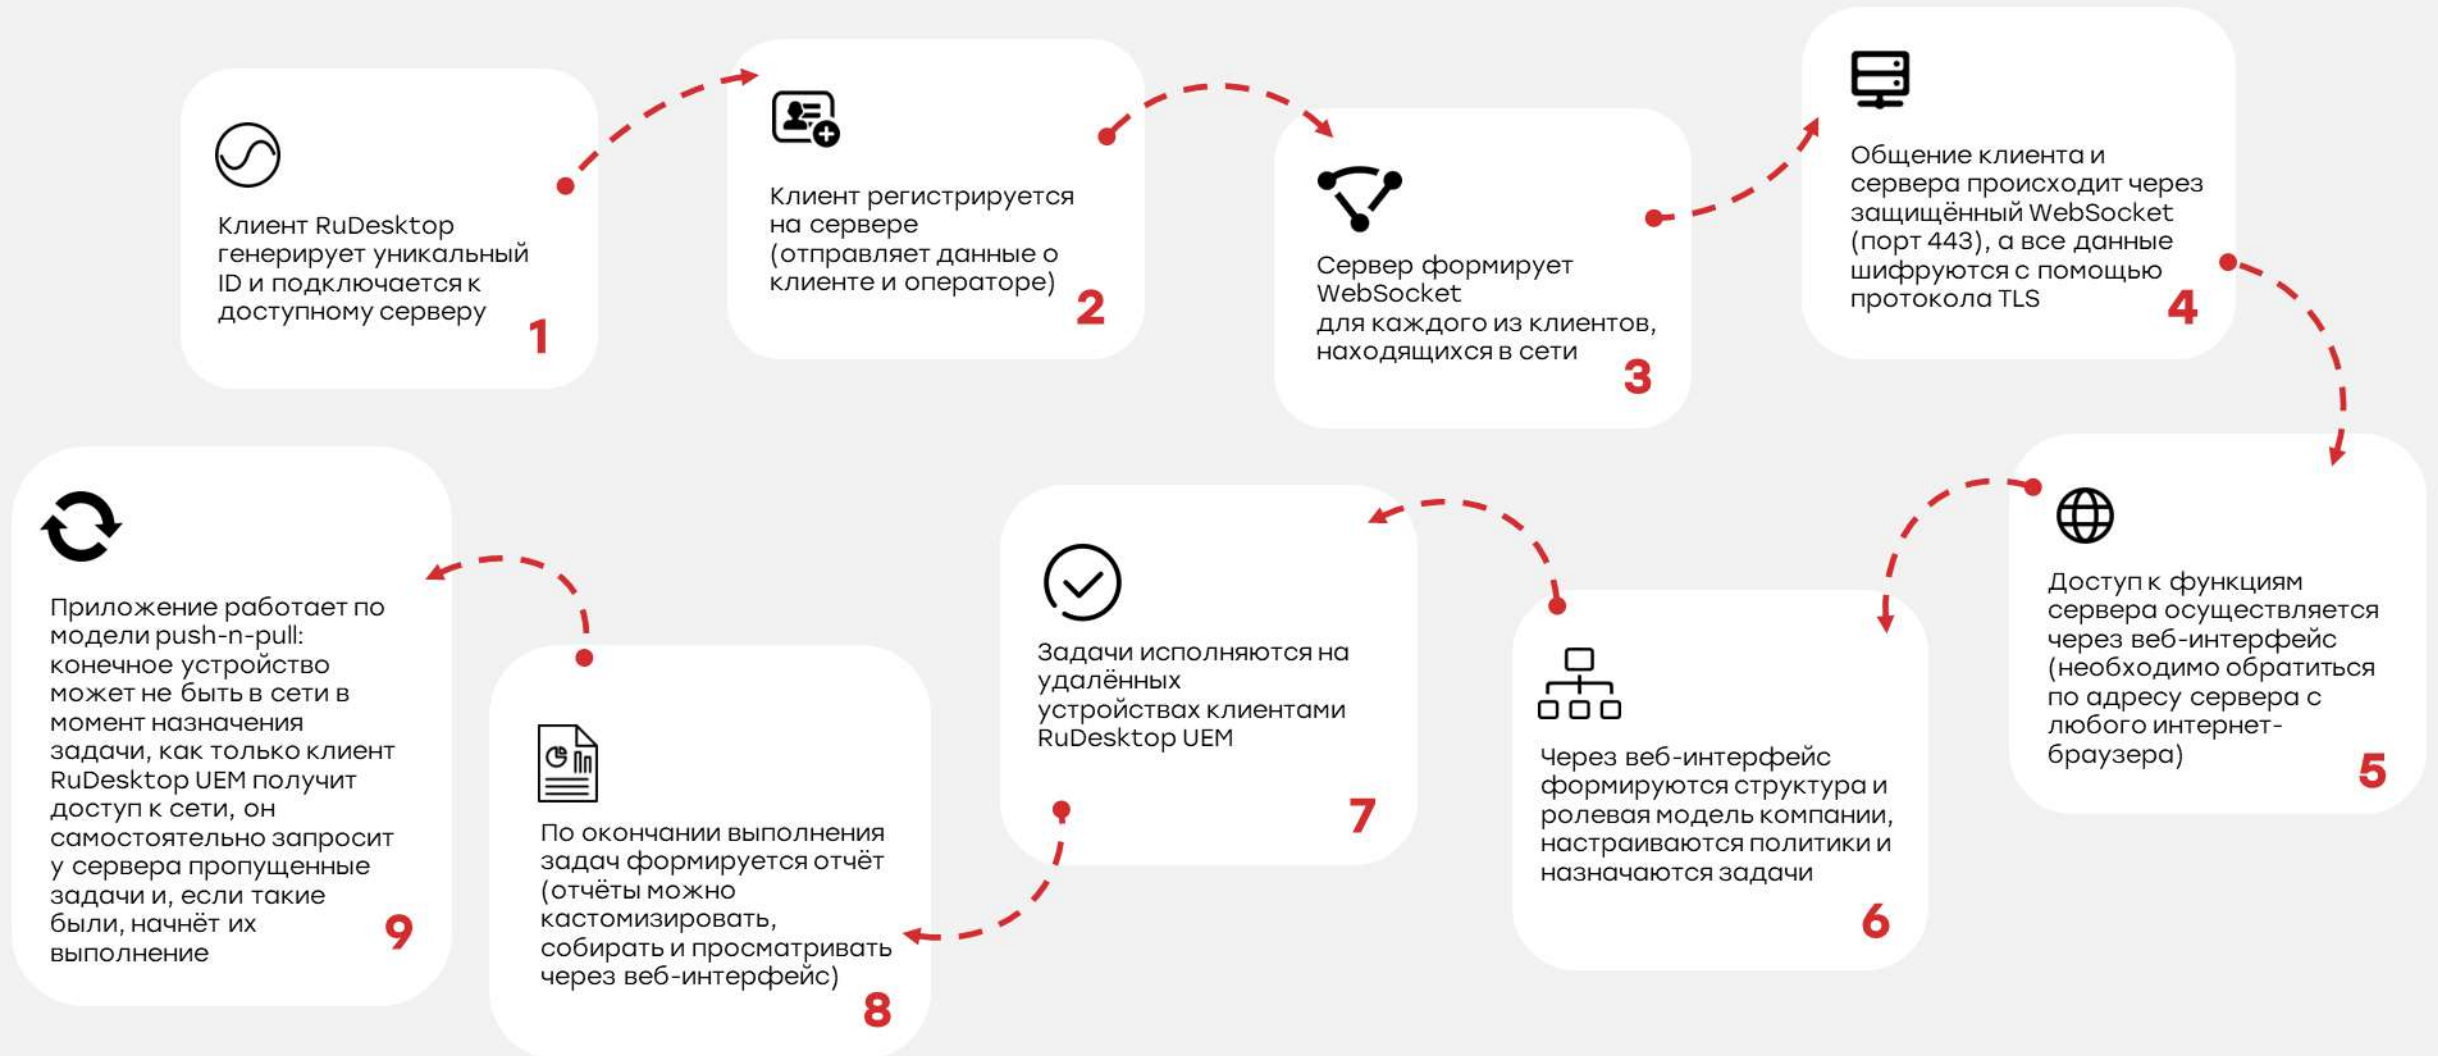 Клиент RuDesktop
генерирует уникальный
ID и подключается к
доступному серверу
1
Клиент регистрируется
на сервере
(отправляет данные о
клиенте и операторе)
2
Сервер формирует
WebSocket
для каждого из клиентов,
находящихся в сети
3
Общение клиента и
сервера происходит через
защищённый WebSocket
(порт 443), а все данные
шифруются с помощью
протокола TLS
4
Доступ к функциям
сервера осуществляется
через веб-интерфейс
(необходимо обратиться
по адресу сервера с
любого интернет-
браузера)
5
Через веб-интерфейс
формируются структура и
ролевая модель компании,
настраиваются политики и
назначаются задачи
6
Задачи исполняются на
удалённых
устройствах клиентами
RuDesktop UEM
7
По окончании выполнения
задач формируется отчёт
(отчёты можно
кастомизировать,
собирать и просматривать
через веб-интерфейс)
8
Приложение работает по
модели push-n-pull:
конечное устройство
может не быть в сети в
момент назначения
задачи, как только клиент
RuDesktop UEM получит
доступ к сети, он
самостоятельно запросит
у сервера пропущенные
задачи и, если такие
были, начнёт их
выполнение
9